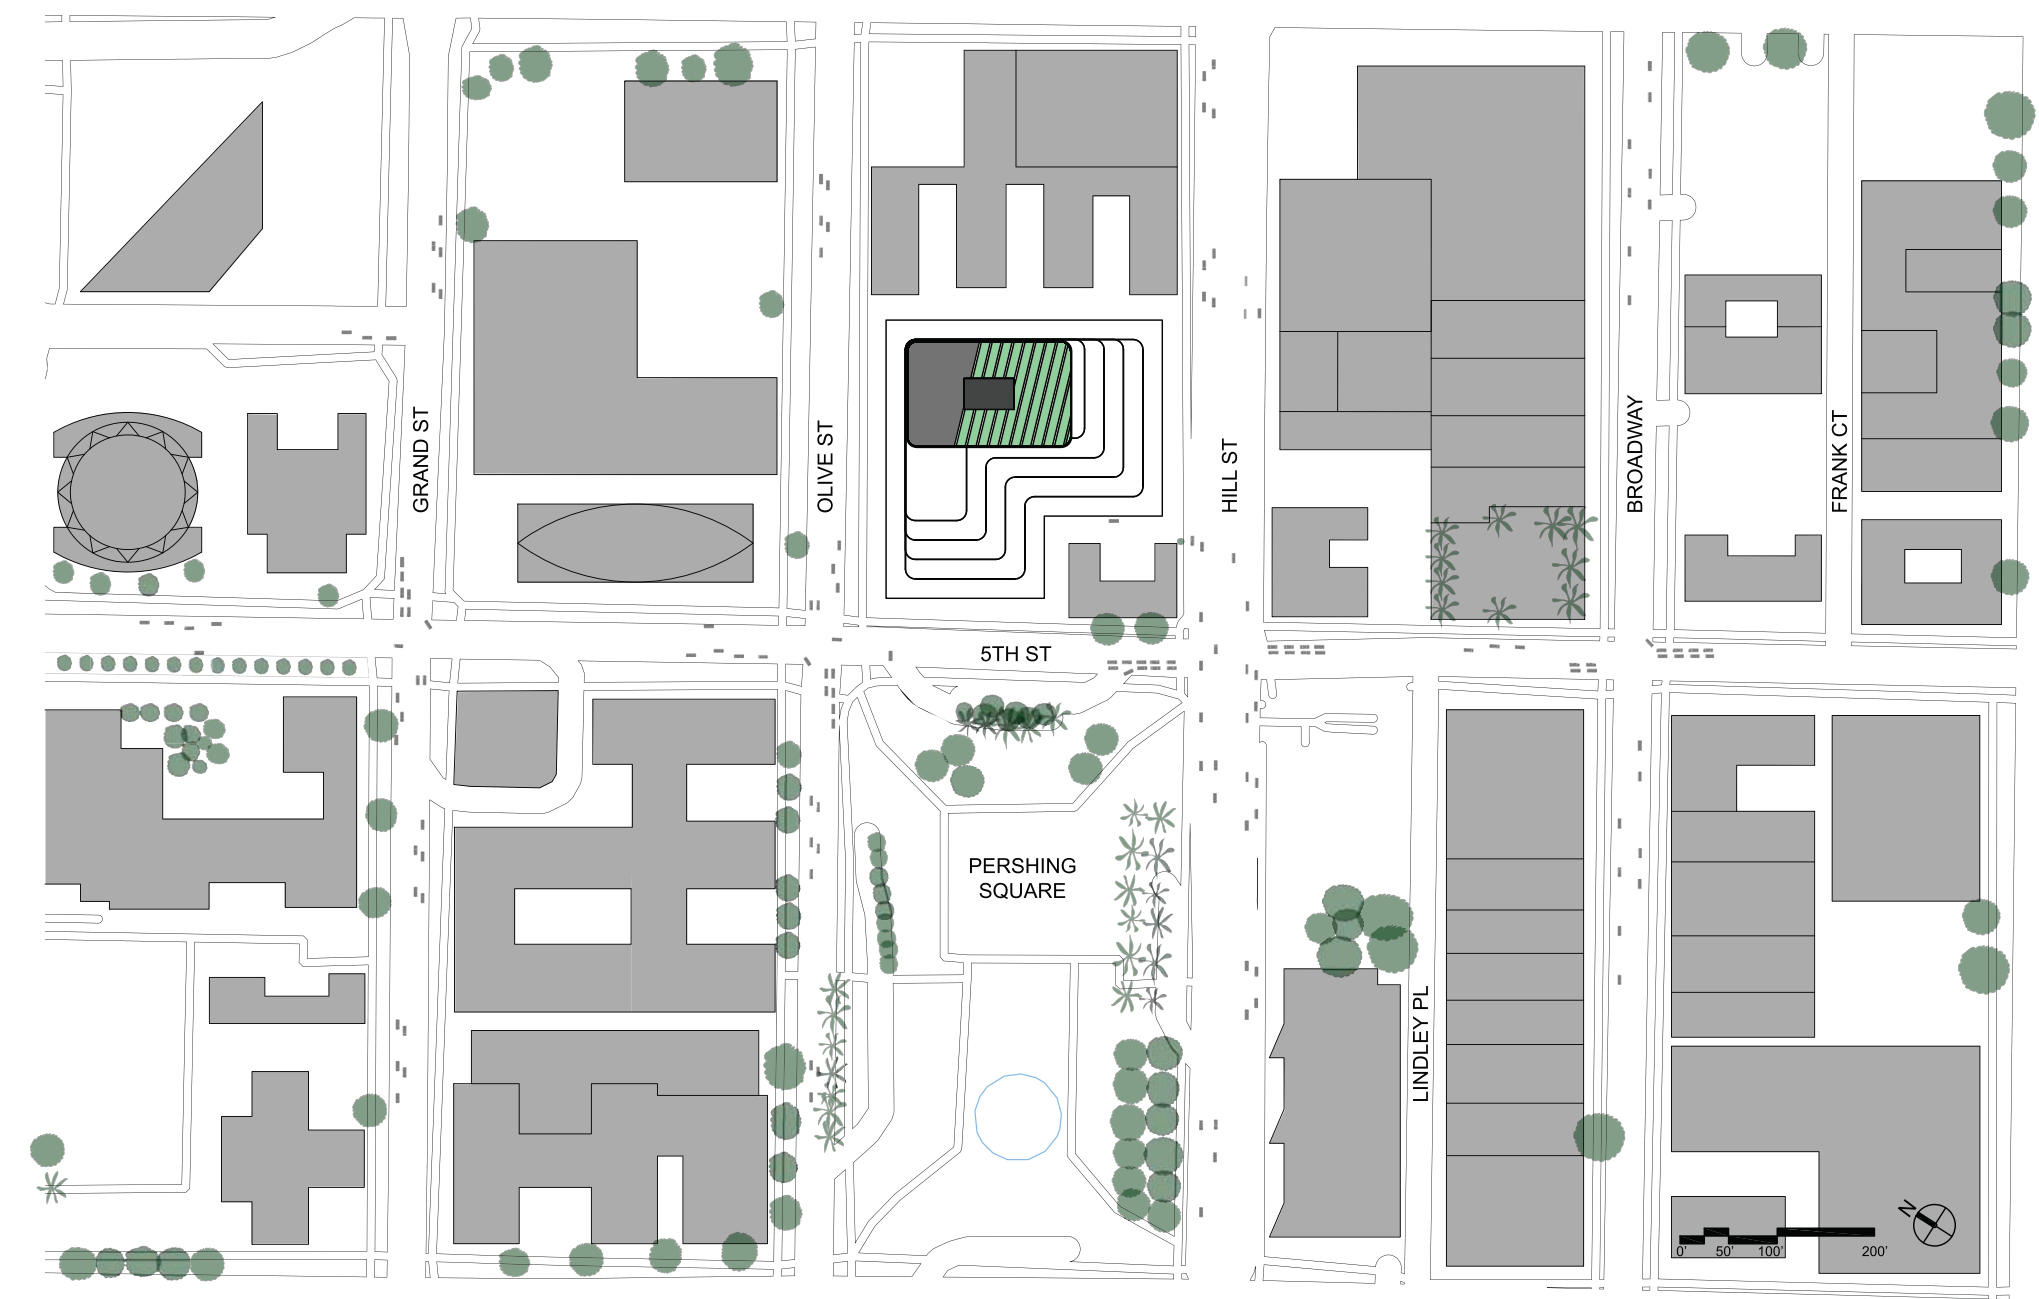 GRAND ST
OLIVE ST
HILL ST
BROADWAY
FRANK CT
5TH ST
PERSHING
SQUARE
LINDLEY PL
N
0' 50' 100' 200'